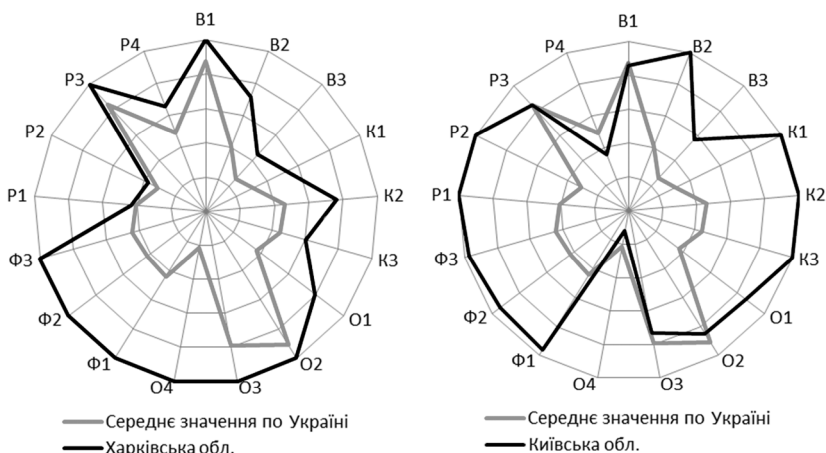 В1
Р4
В2
Р3
В3
Р2
К1
Р1
К2
Ф3
К3
Ф2
О1
Ф1
О2
О4
О3
Середнє значення по Україні
Харківська обл.
В1
Р4
В2
Р3
В3
Р2
К1
Р1
К2
Ф3
К3
Ф2
О1
Ф1
О2
О4
О3
Середнє значення по Україні
Київська обл.